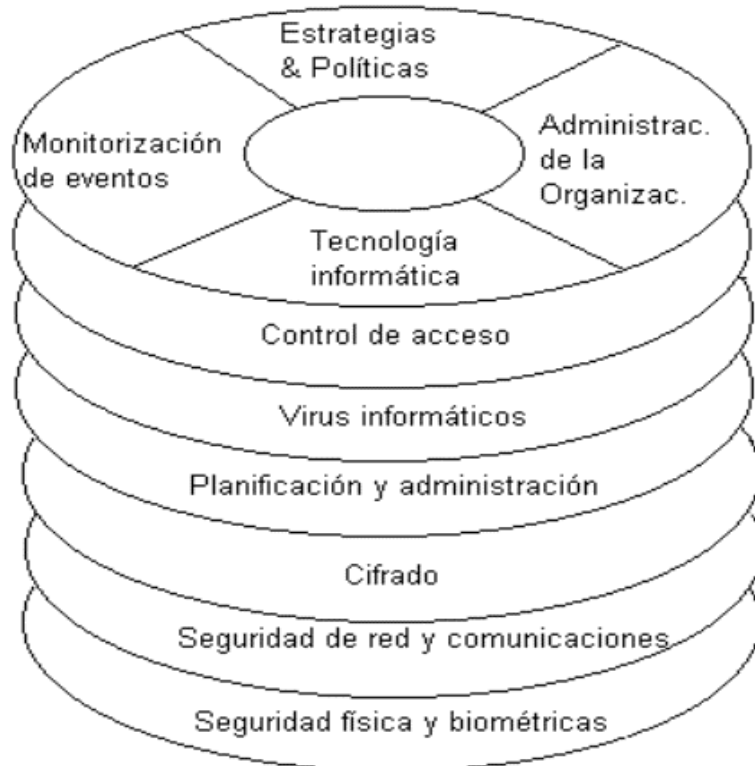 Estrategias
& Políticas
Monitorización
de eventos
Administrac.
de la
Organizac.
Tecnología
informática
Control de acceso
Virus informáticos
Planificación y administración
Cifrado
Seguridad de red y comunicaciones
Seguridad física y biométricas